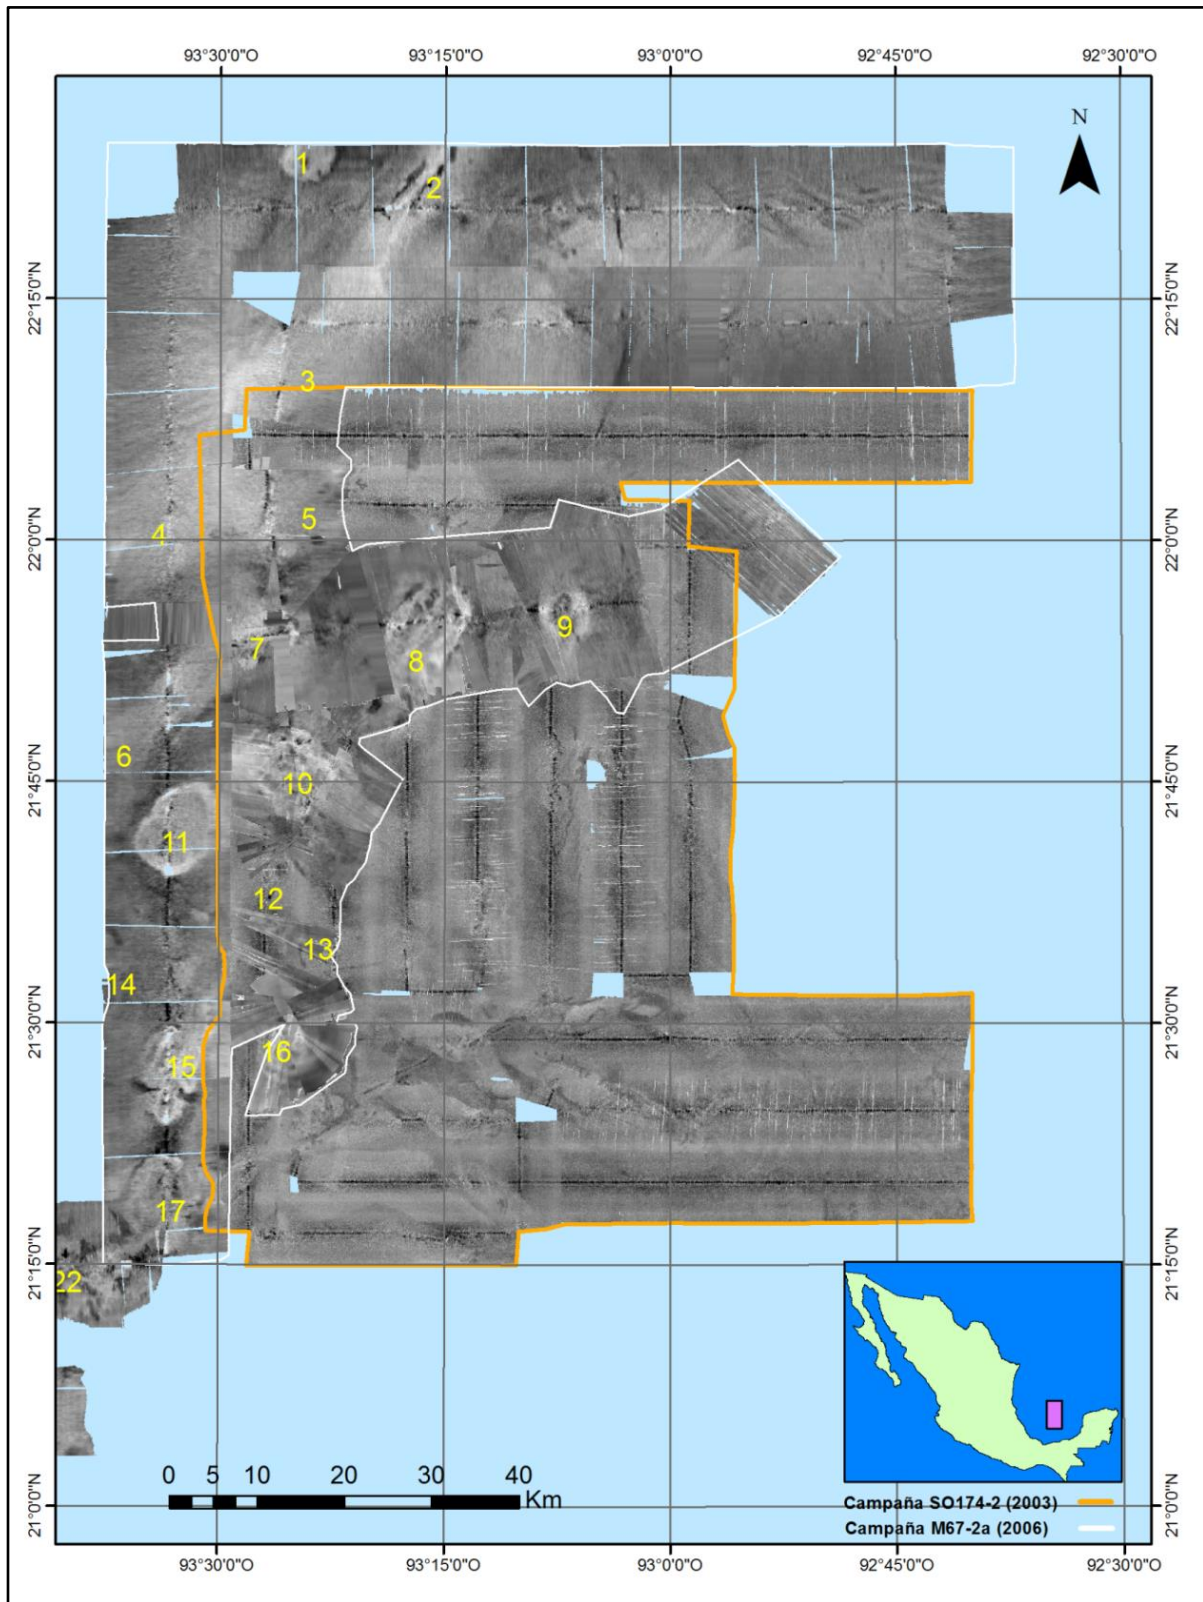 93°30'0"O 93°15'0"O 93°0'0"O 92°45'0"O 92°30'0"O
N
1
2
22°15'0"N 22°15'0"N
3
5
4
22°0'0"N 22°0'0"N
9
7
8
6
21°45'0"N 21°45'0"N
10
11
12
13
14
21°30'0"N 21°30'0"N
16
15
17
21°15'0"N 21°15'0"N
22
0 5 10 20 30 40
Km
Campaña SO174-2 (2003)
21°0'0"N 21°0'0"N
Campaña M67-2a (2006)
93°30'0"O 93°15'0"O 93°0'0"O 92°45'0"O 92°30'0"O